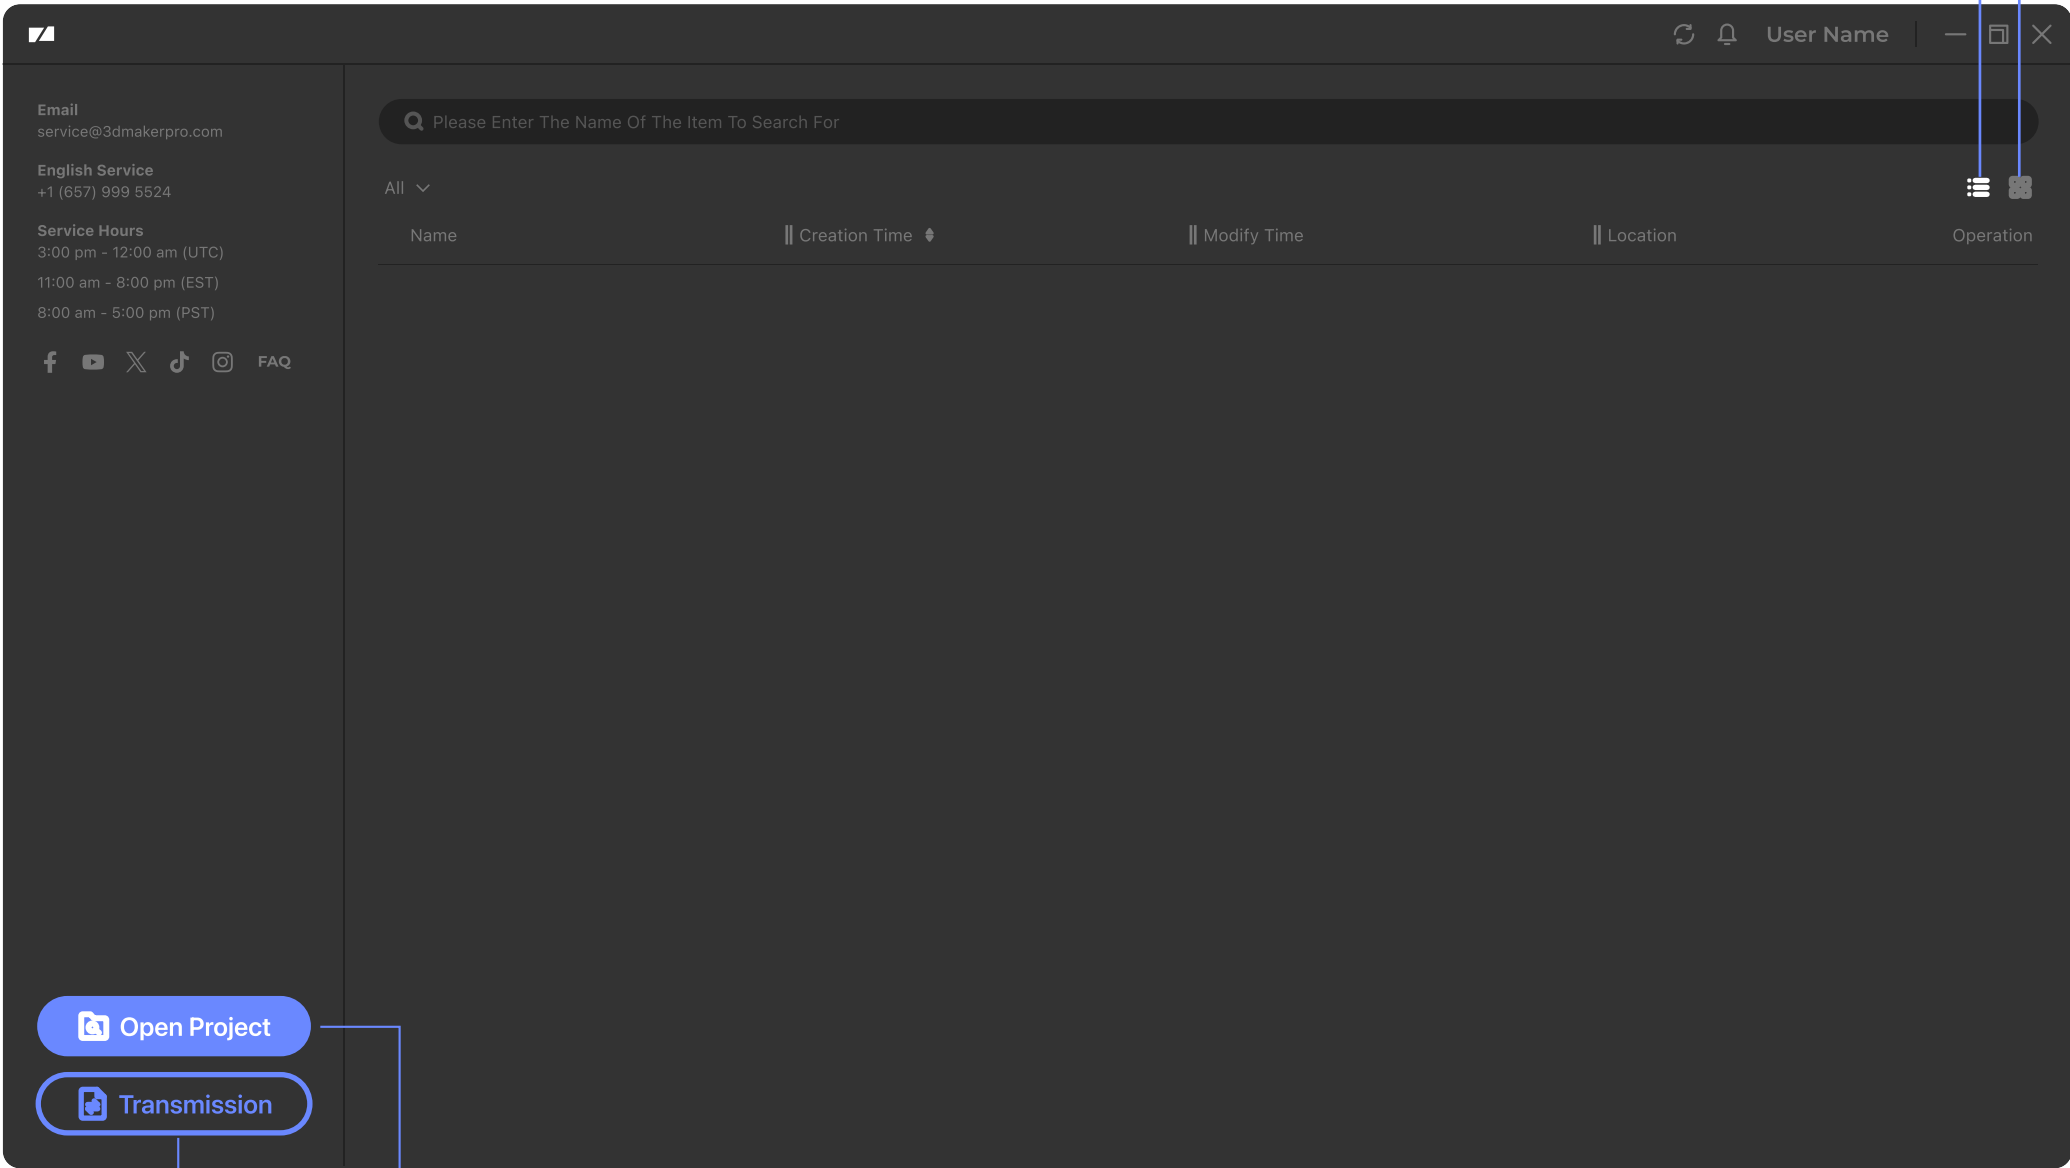 User Name
Email
service@3dmakerpro.com
English Service
+1 (657) 999 5524
Service Hours
3:00 pm - 12:00 am (UTC)
11:00 am - 8:00 pm (EST)
8:00 am - 5:00 pm (PST)
FAQ
Please Enter The Name Of The Item To Search For
All
Name Creation Time Modify Time Location Operation
Open Project
Transmission